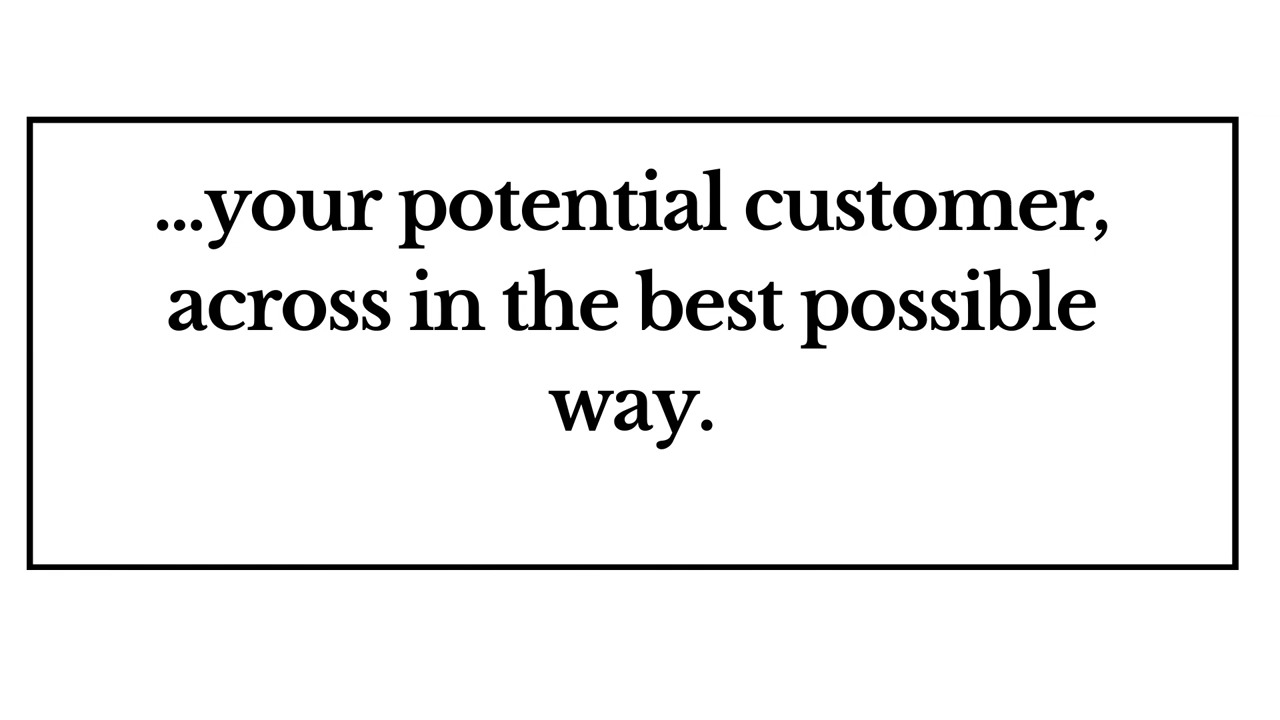 ...your potential customer,
across in the best possible
way.